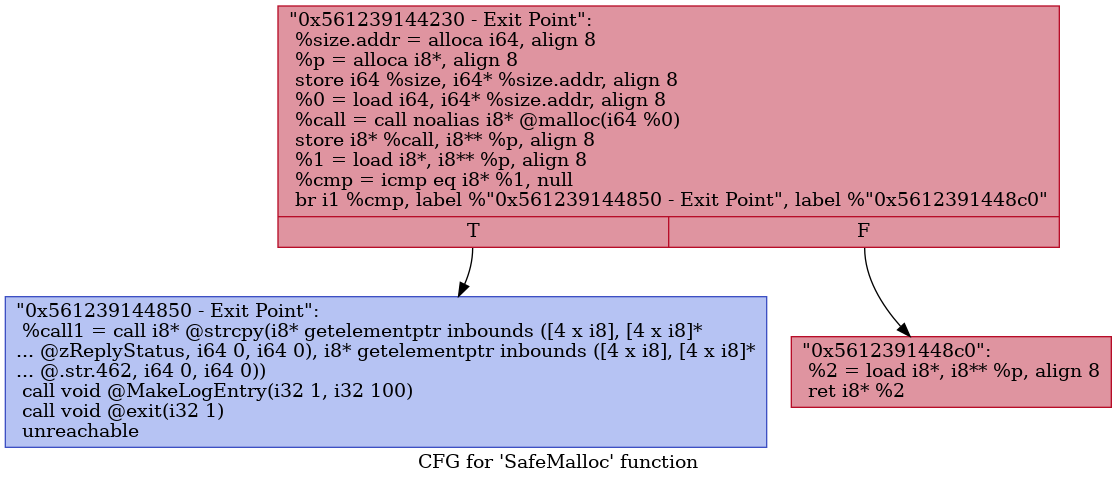 "0x561239144230 - Exit Point":
%size.addr = alloca i64, align 8
%p = alloca i8*, align 8
store i64 %size, i64* %size.addr, align 8
%0 = load i64, i64* %size.addr, align 8
%call = call noalias i8* @malloc(i64 %0)
store i8* %call, i8** %p, align 8
%1 = load i8*, i8** %p, align 8
%cmp = icmp eq i8* %1, null
br i1 %cmp, label %"0x561239144850 - Exit Point", label %"0x5612391448c0"
T
F
"0x561239144850 - Exit Point":
%call1 = call i8* @strcpy(i8* getelementptr inbounds ([4 x i8], [4 x i8]*
... @zReplyStatus, i64 0, i64 0), i8* getelementptr inbounds ([4 x i8], [4 x i8]*
... @.str.462, i64 0, i64 0))
call void @MakeLogEntry(i32 1, i32 100)
call void @exit(i32 1)
unreachable
"0x5612391448c0":
%2 = load i8*, i8** %p, align 8
ret i8* %2
CFG for 'SafeMalloc' function